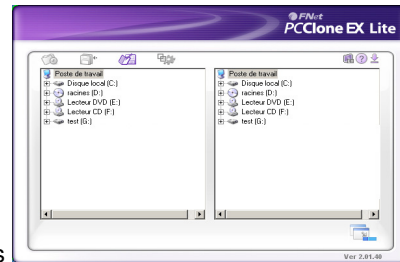 FNet
PCClone EX Lite
Poste de travail
Disque local (C:)
racines (D:)
Lecteur DVD (E:)
Lecteur CD (F:)
test (G:)
Poste de travail
Disque local (C:)
racines (D:)
Lecteur DVD (E:)
Lecteur CD (F:)
test (G:)
s
Ver 2.01.40